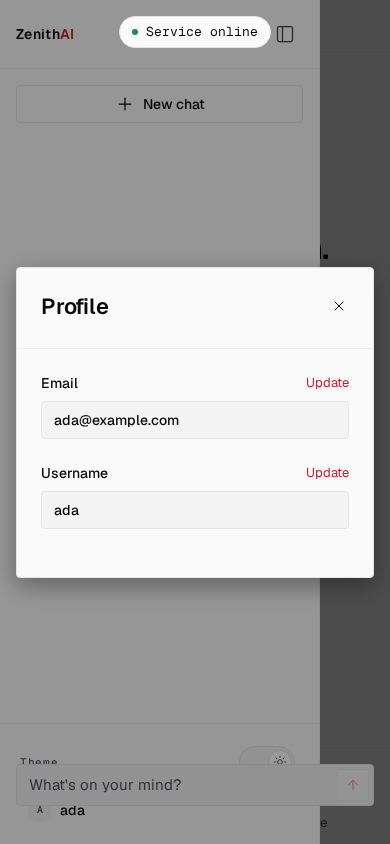 ZenithAI
Service online
New chat
Profile
Email
Update
ada@example.com
Username
Update
ada
Theme
What's on your mind?
A
ada